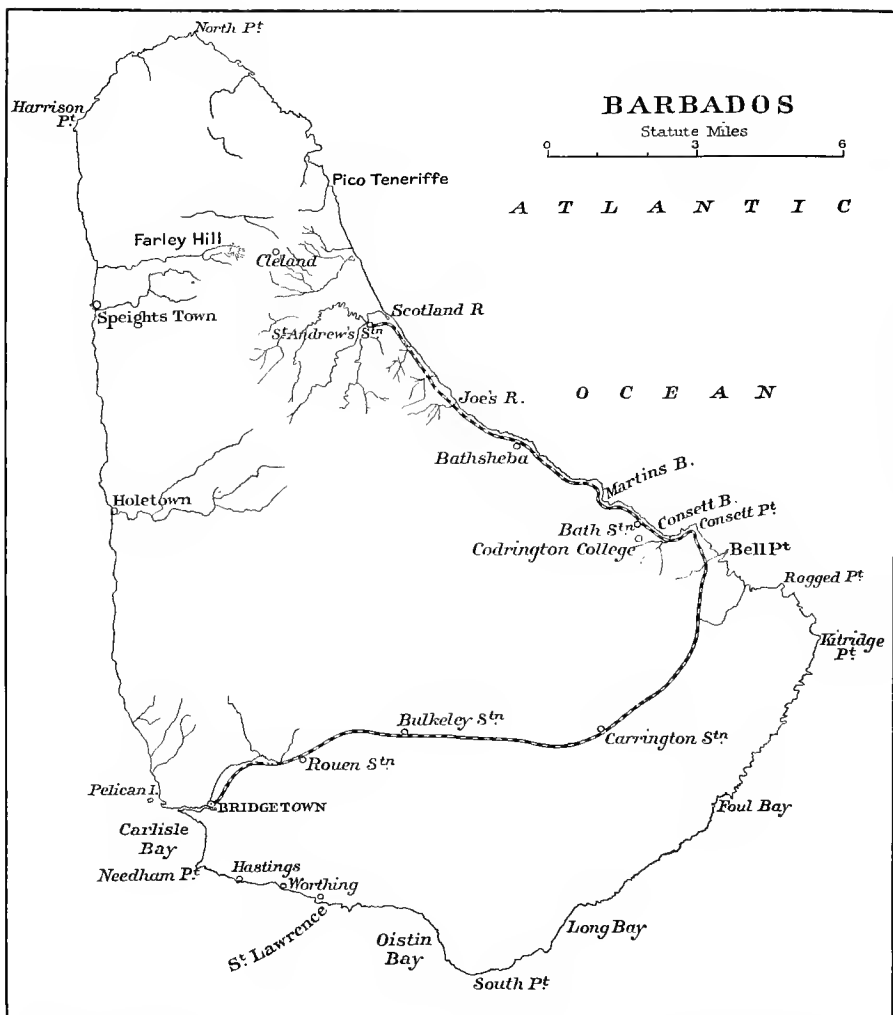 North Pt
Harrison
Pt
BARBADOS
Statute Miles
0 3 6
Pico Teneriffe
ATLANTIC
Farley Hill
Cleland
Speights Town
Scotland R
St Andrew's Stn
Joe's R.
OCEAN
Bathsheba
Martins B.
Holetown
Consett B.
Consett Pt
Bath Stn
Codrington College
Bell Pt
Rogged Pt
Kitridge
Pt
Bulkeley Stn
Carrington Stn
Rouen Stn
Pelican I.
BRIDGETOWN
Foul Bay
Carlisle
Bay
Needham Pt
Hastings
Worthing
St Lawrence
Long Bay
Oistin
Bay
South Pt